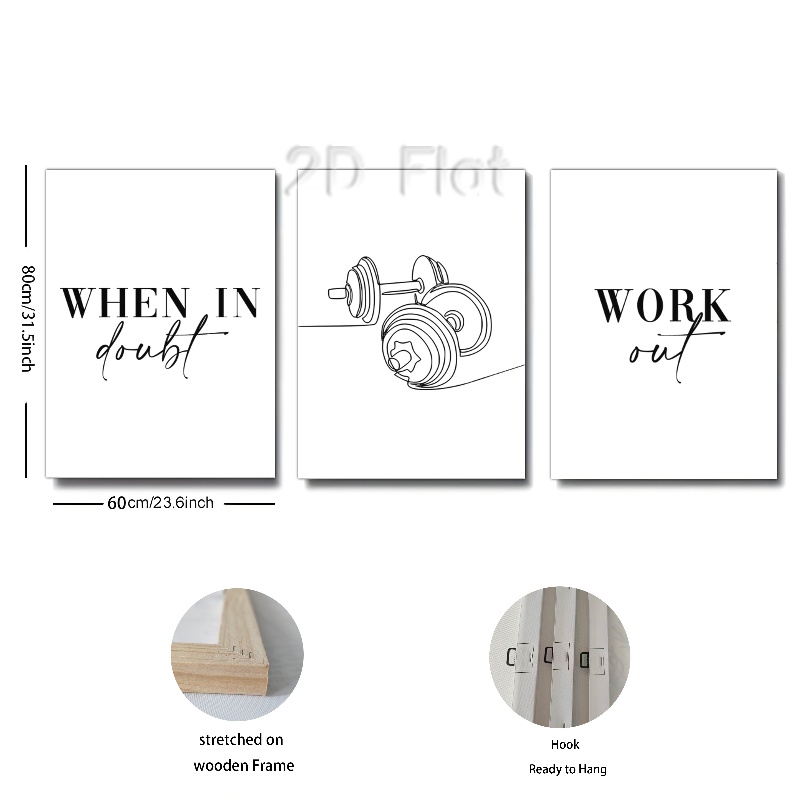 2D Flat
WHEN IN
doubt
WORK
out
80cm/31.5inch
60cm/23.6inch
stretched on
wooden Frame
Hook
Ready to Hang